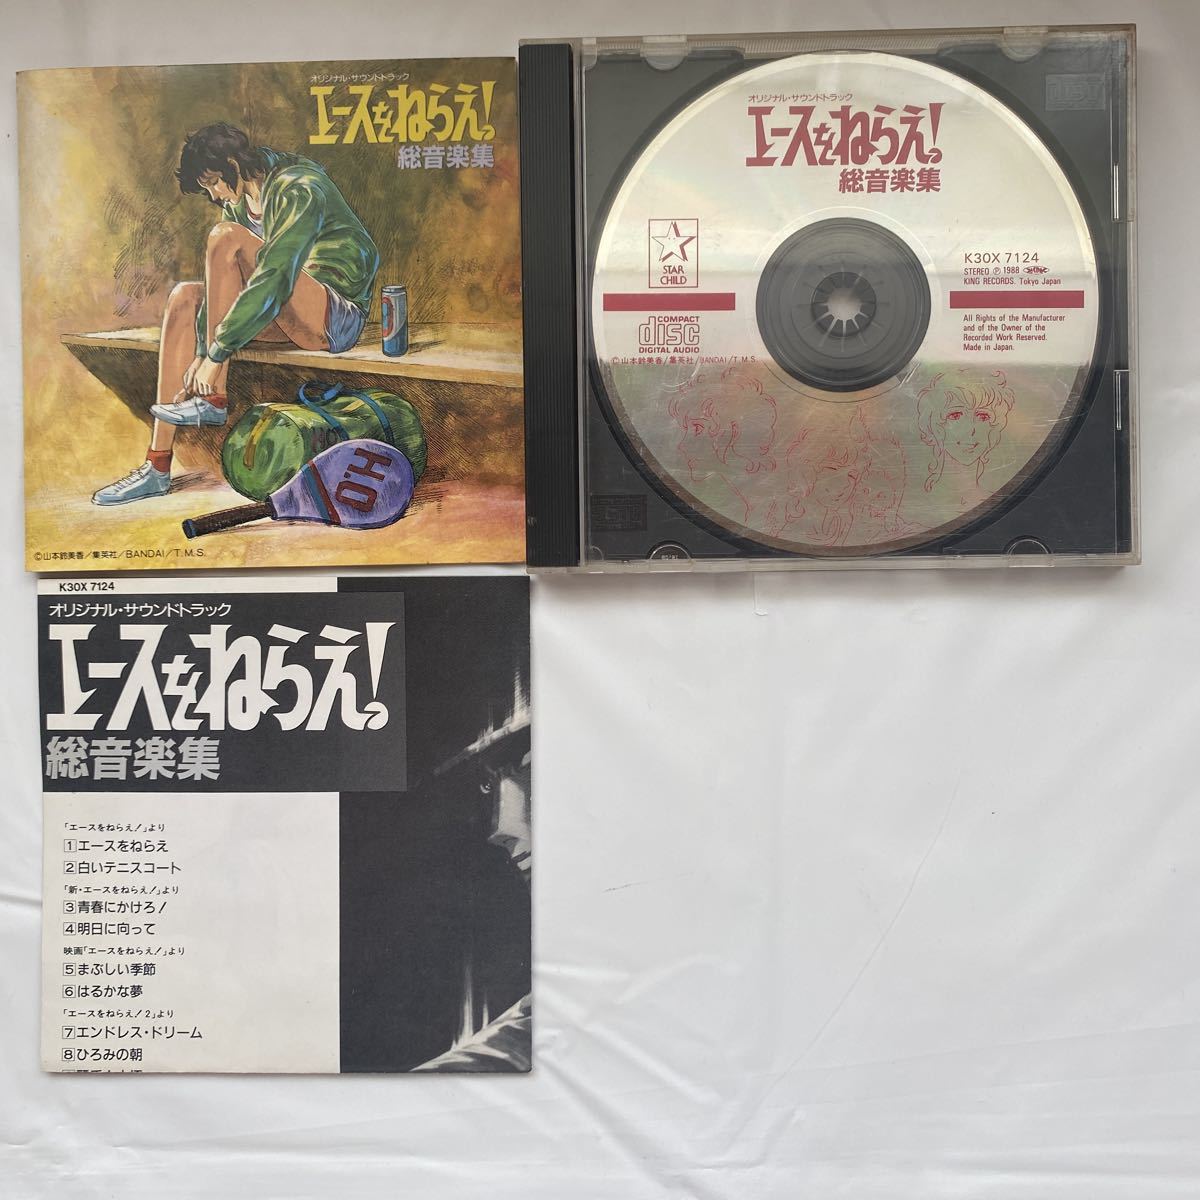 オリジナル・サウンドトラック
エースをねらえ!
総音楽集
HO
©山本鈴美香/集英社/BANDAI/T.M.S.
オリジナル・サウンドトラック
エースをねらえ!
総音楽集
STAR
CHILD
K30X 7124
STEREO Ⓟ 1988
KING RECORDS. Tokyo Japan
COMPACT
disc
DIGITAL AUDIO
All Rights of the Manufacturer
and of the Owner of the
Recorded Work Reserved.
Made in Japan.
©山本鈴美香/集英社/BANDAI/T.M.S.
K30X 7124
オリジナル・サウンドトラック
エースをねらえ!
総音楽集
「エースをねらえ!」より
1 エースをねらえ
2 白いテニスコート
「新・エースをねらえ!」より
3 青春にかけろ!
4 明日に向って
映画「エースをねらえ!」より
5 まぶしい季節
6 はるかな夢
「エースをねらえ!2」より
7 エンドレス・ドリーム
8 ひろみの朝